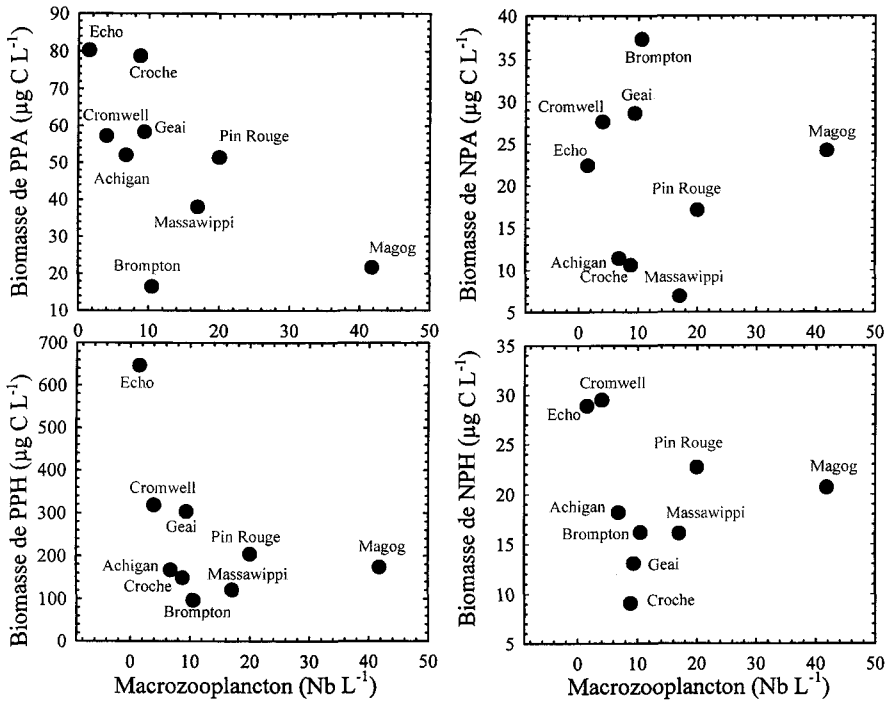 Biomasse de PPA (µg C L⁻¹)
90
80
70
60
50
40
30
20
10
0 10 20 30 40 50
Echo
Croche
Cromwell
Geai
Achigan
Pin Rouge
Massawippi
Brompton
Magog
Biomasse de NPA (µg C L⁻¹)
40
35
30
25
20
15
10
5
0 10 20 30 40 50
Brompton
Cromwell
Geai
Echo
Magog
Pin Rouge
Achigan
Croche
Massawippi
Biomasse de PPH (µg C L⁻¹)
700
600
500
400
300
200
100
0
0 10 20 30 40 50
Echo
Cromwell
Geai
Pin Rouge
Achigan
Croche
Massawippi
Brompton
Magog
Macrozooplancton (Nb L⁻¹)
Biomasse de NPH (µg C L⁻¹)
35
30
25
20
15
10
5
0 10 20 30 40 50
Cromwell
Echo
Pin Rouge
Magog
Achigan
Massawippi
Brompton
Geai
Croche
Macrozooplancton (Nb L⁻¹)